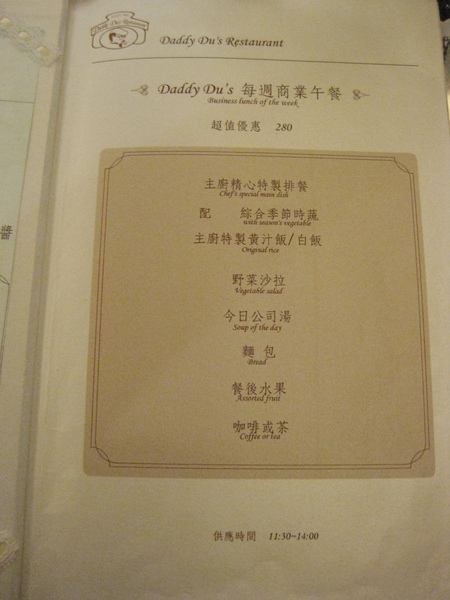 Daddy Du's Restaurant
Daddy Du's 每週商業午餐
Business lunch of the week
超值優惠 280
主廚精心特製排餐
Chef's special main dish
配 綜合季節時蔬
with season's vegetable
主廚特製黃汁飯/白飯
Original rice
野菜沙拉
Vegetable salad
今日公司湯
Soup of the day
麵 包
Bread
餐後水果
Assorted fruit
咖啡或茶
Coffee or tea
供應時間 11:30~14:00
醬